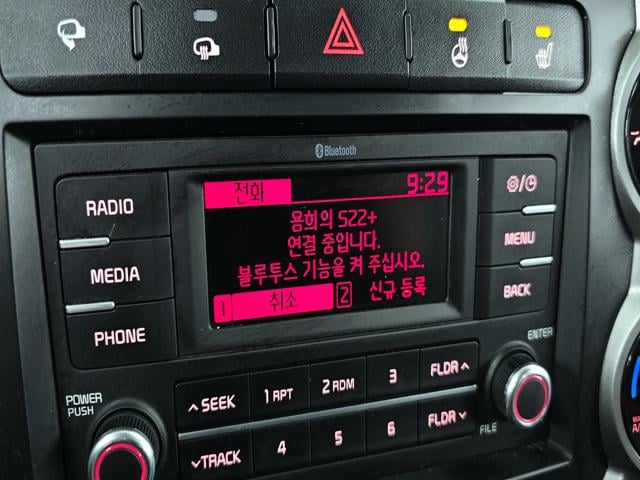 Bluetooth
전화 9:29
용희의 S22+
연결 중입니다.
블루투스 기능을 켜 주십시오.
1 취소 2 신규 등록
RADIO
MEDIA
PHONE
MENU
BACK
POWER
PUSH
ENTER
FILE
∧ SEEK 1 RPT 2 RDM 3 FLDR ∧
∨ TRACK 4 5 6 FLDR ∨